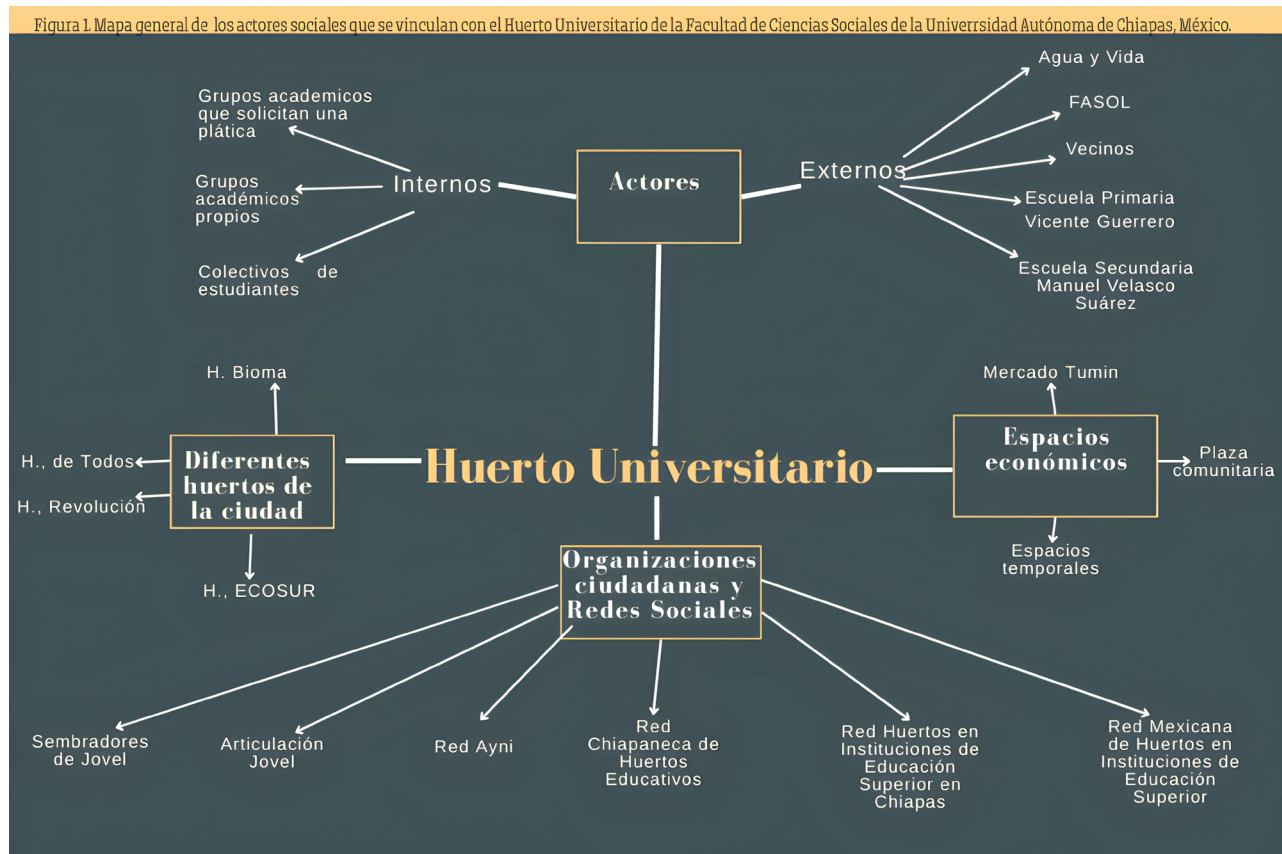 Figura 1. Mapa general de los actores sociales que se vinculan con el Huerto Universitario de la Facultad de Ciencias Sociales de la Universidad Autónoma de Chiapas, México.
Grupos academicos
que solicitan una
plática
Grupos
académicos
propios
Colectivos de
estudiantes
Internos
Actores
Externos
Agua y Vida
FASOL
Vecinos
Escuela Primaria
Vicente Guerrero
Escuela Secundaria
Manuel Velasco
Suárez
H. Bioma
H., de Todos
H., Revolución
H., ECOSUR
Diferentes
huertos de
la ciudad
Huerto Universitario
Mercado Tumin
Espacios
económicos
Plaza
comunitaria
Espacios
temporales
Organizaciones
ciudadanas y
Redes Sociales
Sembradores
de Jovel
Articulación
Jovel
Red Ayni
Red
Chiapaneca de
Huertos
Educativos
Red Huertos en
Instituciones de
Educación
Superior en
Chiapas
Red Mexicana
de Huertos en
Instituciones de
Educación
Superior